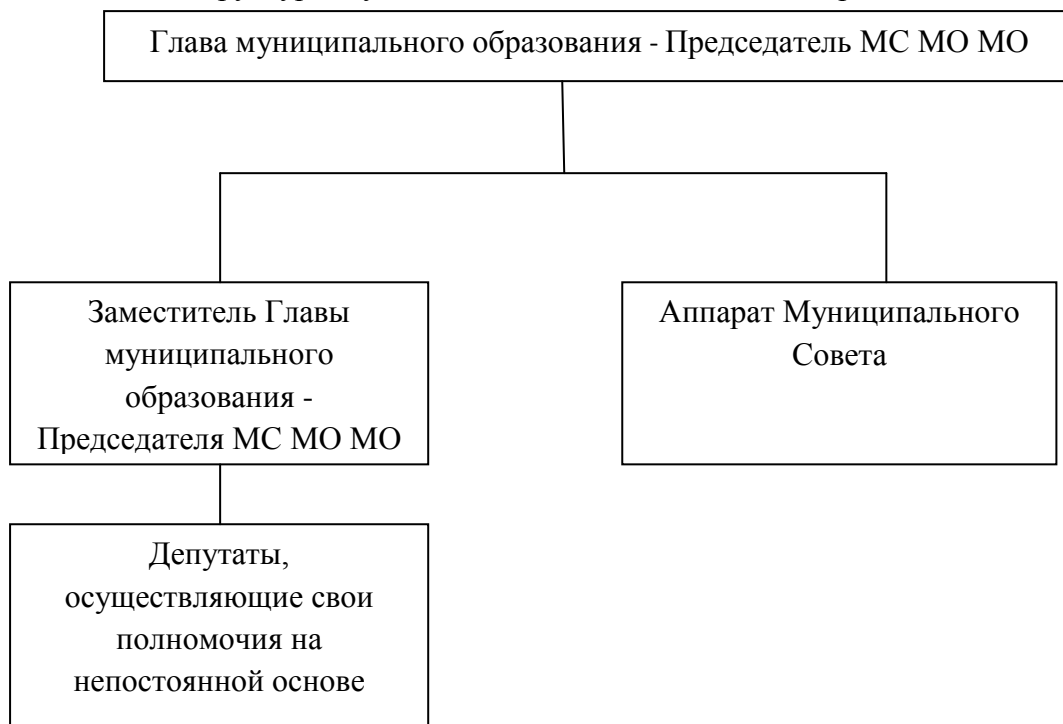 Глава муниципального образования - Председатель МС МО МО
Заместитель Главы
муниципального
образования -
Председателя МС МО МО
Аппарат Муниципального
Совета
Депутаты,
осуществляющие свои
полномочия на
непостоянной основе